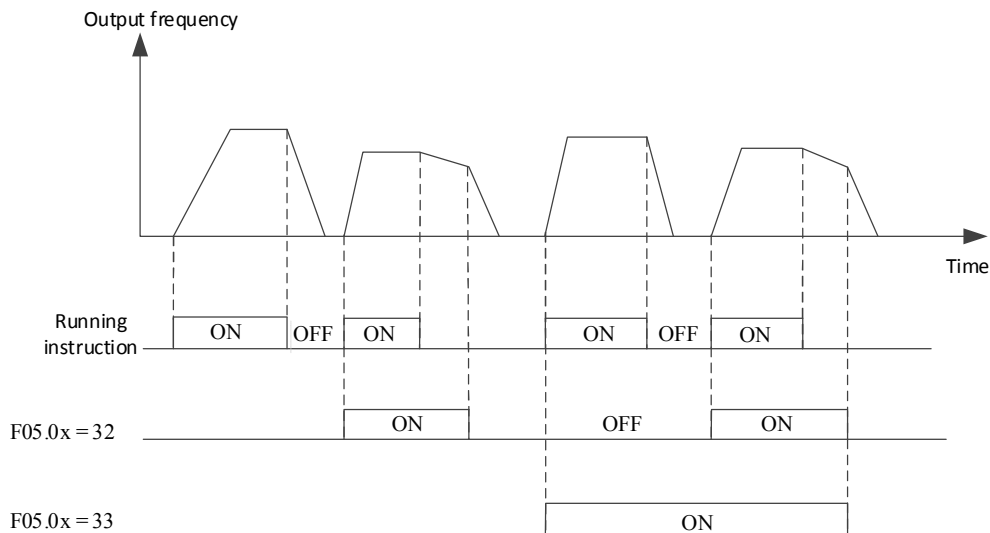 Output frequency
Time
Running
instruction
ON
OFF
ON
ON
OFF
ON
F05.0x = 32
ON
OFF
ON
F05.0x = 33
ON